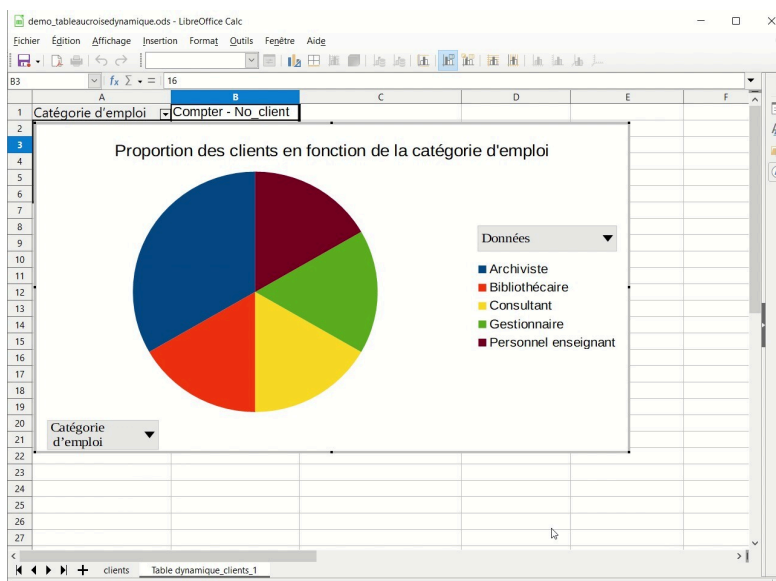 demo_tableaucroisedynamique.ods - LibreOffice Calc
Fichier Édition Affichage Insertion Format Outils Fenêtre Aide
B3 fx Σ = 16
A B C D E F
1 Catégorie d'emploi Compter - No_client
2
3
4
5
6
7
8
9
10
11
12
13
14
15
16
17
18
19
20
21
22
23
24
25
26
27
Proportion des clients en fonction de la catégorie d'emploi
Données
Archiviste
Bibliothécaire
Consultant
Gestionnaire
Personnel enseignant
Catégorie
d’emploi
clients Table dynamique_clients_1